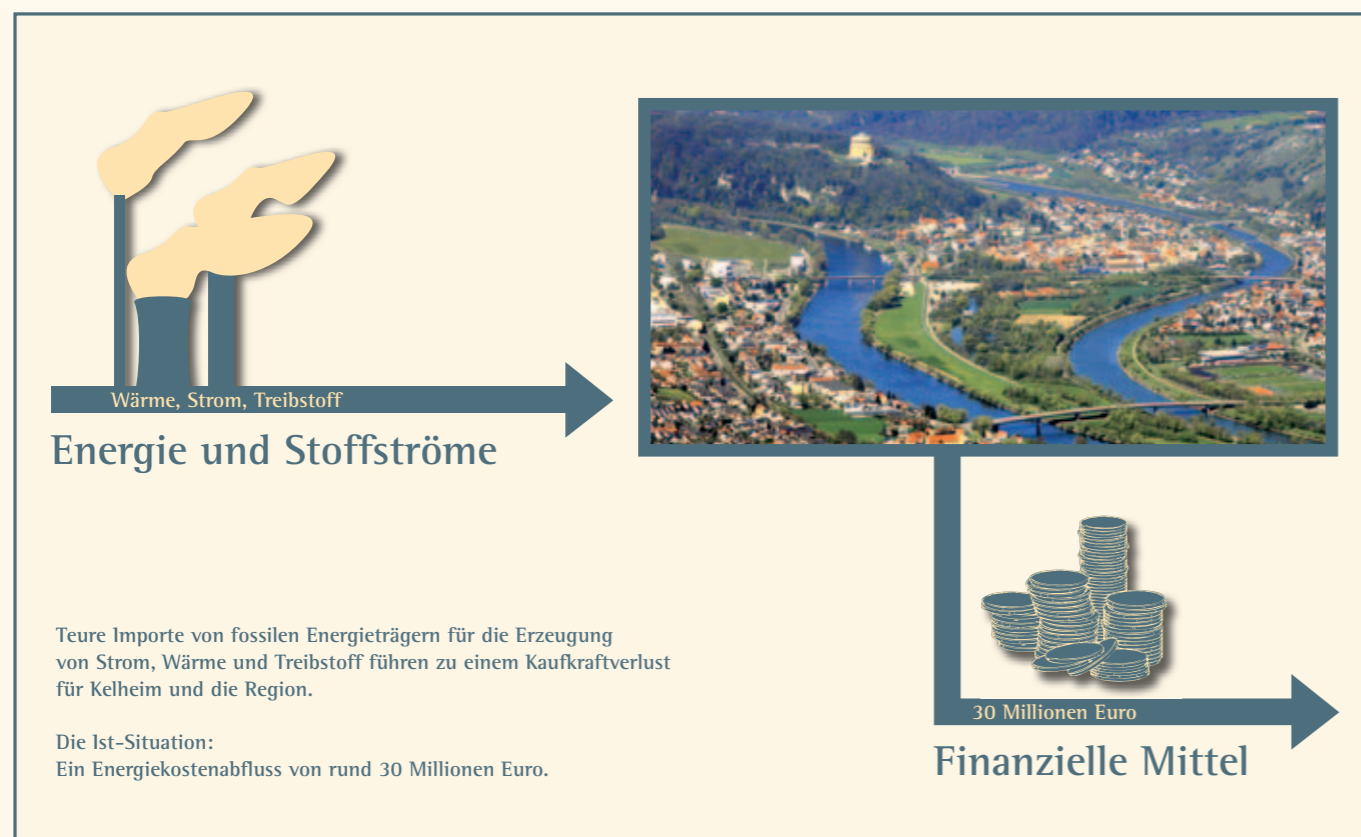 Wärme, Strom, Treibstoff
Energie und Stoffströme
Teure Importe von fossilen Energieträgern für die Erzeugung
von Strom, Wärme und Treibstoff führen zu einem Kaufkraftverlust
für Kelheim und die Region.
Die Ist-Situation:
Ein Energiekostenabfluss von rund 30 Millionen Euro.
30 Millionen Euro
Finanzielle Mittel